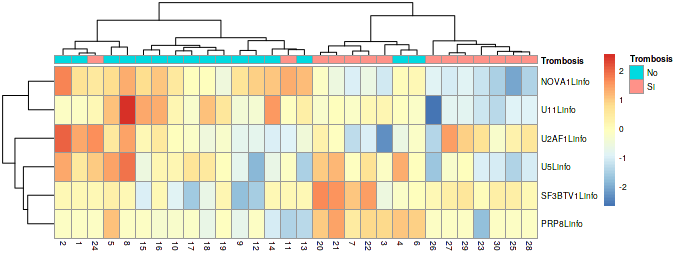 Trombosis
NOVA1Linfo
U11Linfo
U2AF1Linfo
U5Linfo
SF3BTV1Linfo
PRP8Linfo
2 1 24 5 8 15 16 10 17 18 19 9 12 14 11 13 20 21 7 22 3 4 6 26 27 29 23 30 25 28
2
1
0
-1
-2
Trombosis
No
SI